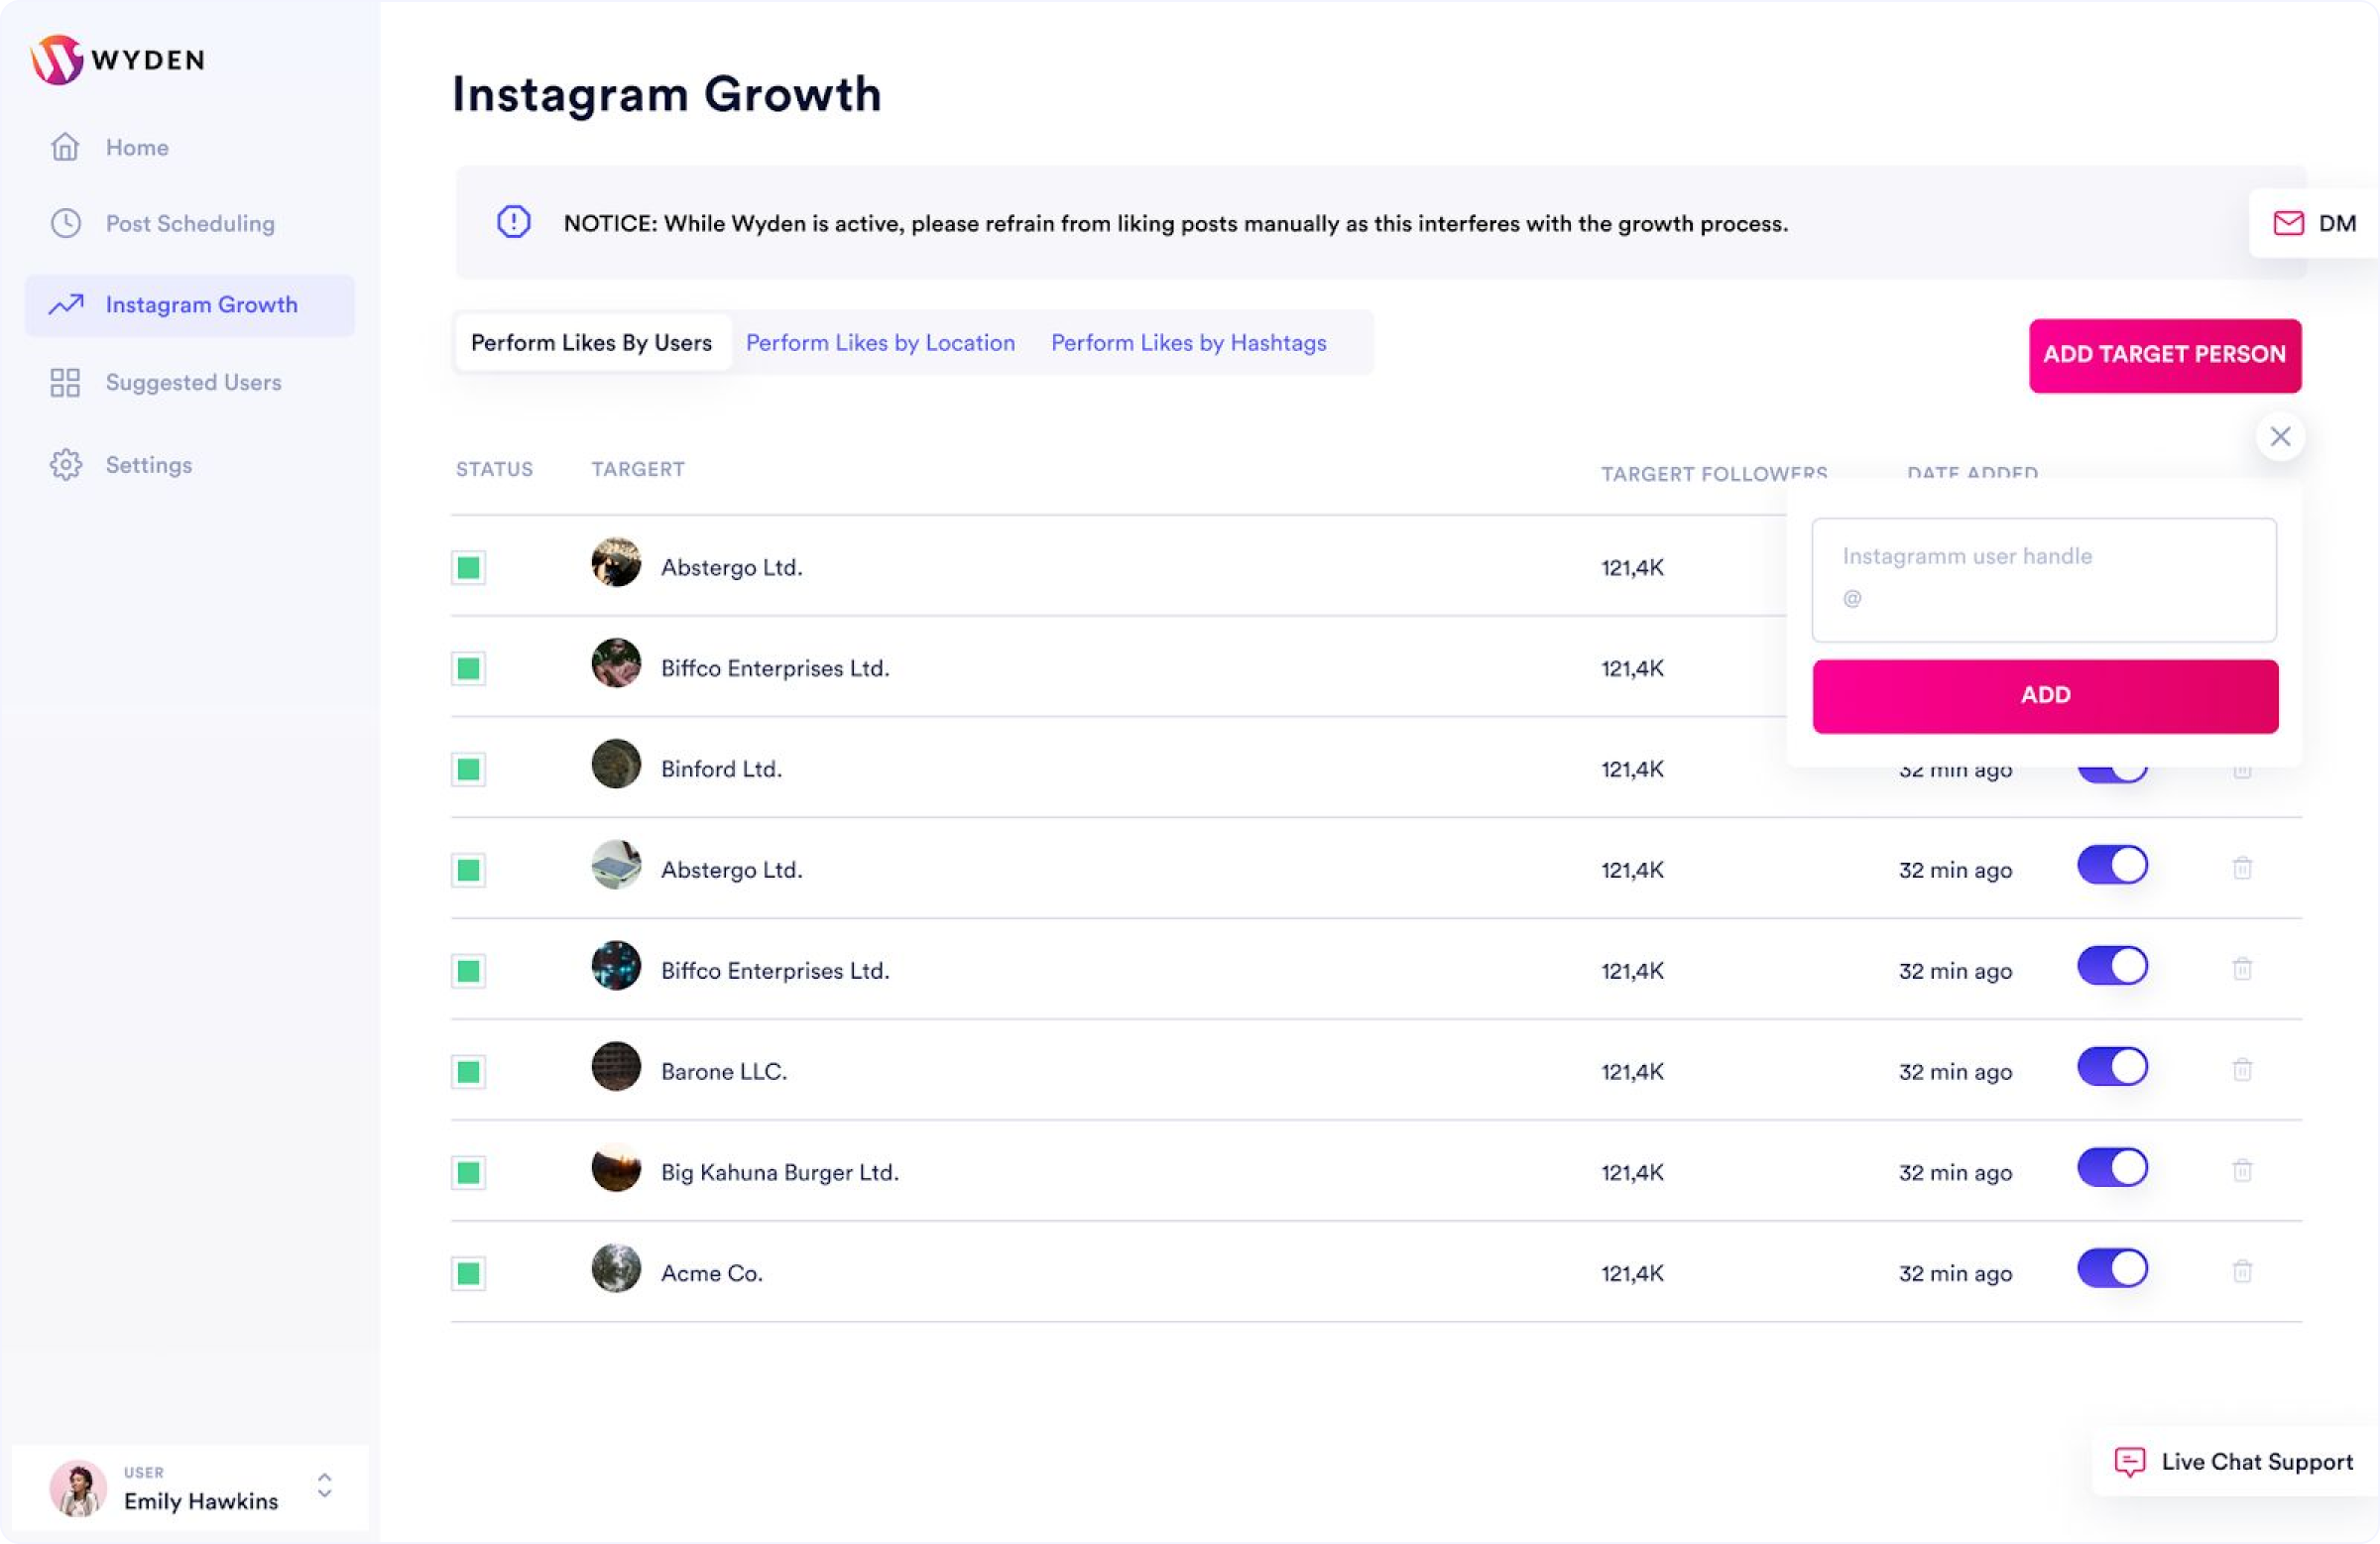 WYDEN
Home
Post Scheduling
Instagram Growth
Suggested Users
Settings
USER
Emily Hawkins
Instagram Growth
NOTICE: While Wyden is active, please refrain from liking posts manually as this interferes with the growth process.
DM
Perform Likes By Users Perform Likes by Location Perform Likes by Hashtags
ADD TARGET PERSON
STATUS TARGERT TARGERT FOLLOWERS DATE ADDED
Instagramm user handle
@
ADD
Abstergo Ltd. 121,4K
Biffco Enterprises Ltd. 121,4K
Binford Ltd. 121,4K 32 min ago
Abstergo Ltd. 121,4K 32 min ago
Biffco Enterprises Ltd. 121,4K 32 min ago
Barone LLC. 121,4K 32 min ago
Big Kahuna Burger Ltd. 121,4K 32 min ago
Acme Co. 121,4K 32 min ago
Live Chat Support